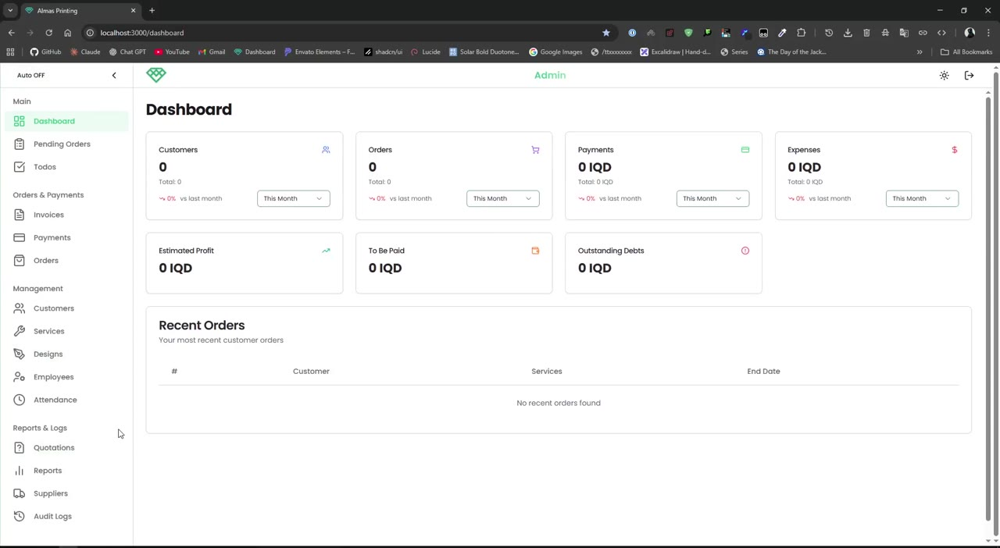 Almas Printing
localhost:3000/dashboard
GitHub Claude Chat GPT YouTube Gmail Dashboard Envato Elements – F... shadcn/ui Lucide Solar Bold Duotone... Google Images /ttxxxxxxx Excalidraw | Hand-d... Series The Day of the Jack... » All Bookmarks
Auto OFF
Admin
Main
Dashboard
Pending Orders
Todos
Orders & Payments
Invoices
Payments
Orders
Management
Customers
Services
Designs
Employees
Attendance
Reports & Logs
Quotations
Reports
Suppliers
Audit Logs
Dashboard
Customers
0
Total: 0
0% vs last month This Month
Orders
0
Total: 0
0% vs last month This Month
Payments
0 IQD
Total: 0 IQD
0% vs last month This Month
Expenses
0 IQD
Total: 0 IQD
0% vs last month This Month
Estimated Profit
0 IQD
To Be Paid
0 IQD
Outstanding Debts
0 IQD
Recent Orders
Your most recent customer orders
# Customer Services End Date
No recent orders found